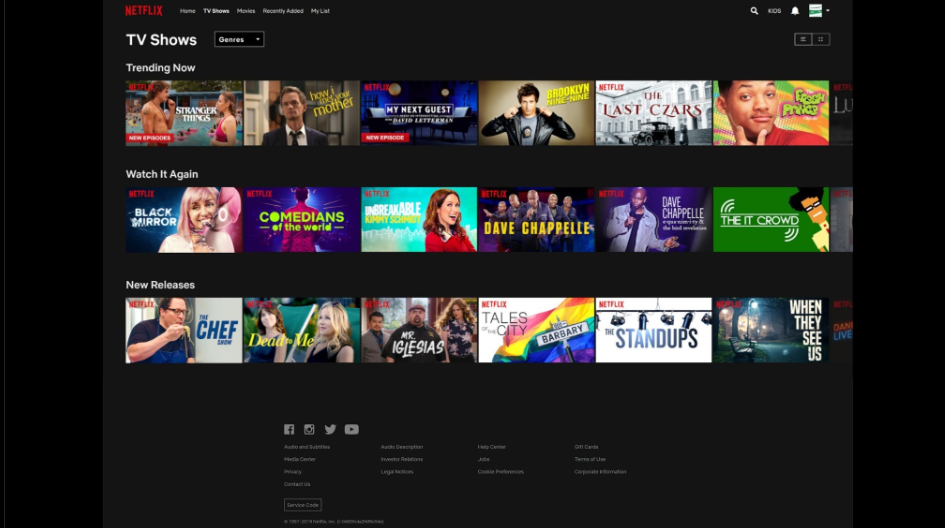 NETFLIX Home TV Shows Movies Recently Added My List KIDS
TV Shows Genres
Trending Now
NETFLIX
STRANGER THINGS
NEW EPISODES
how i met your mother
NETFLIX
MY NEXT GUEST
DAVID LETTERMAN
NEW EPISODE
BROOKLYN
NINE-NINE
NETFLIX
THE
LAST CZARS
FRESH
PRINCE
Watch It Again
NETFLIX
BLACK
MIRROR
NETFLIX
COMEDIANS
of the world
NETFLIX
UNBREAKABLE
KIMMY SCHMIDT
NETFLIX
DAVE CHAPPELLE
NETFLIX
DAVE
CHAPPELLE
equanimity &
the bird revelation
THE IT CROWD
New Releases
NETFLIX
THE
CHEF
SHOW
NETFLIX
Dead to Me
NETFLIX
MR.
IGLESIAS
NETFLIX
TALES
OF THE CITY
BARBARY
NETFLIX
THE
STANDUPS
NETFLIX
WHEN
THEY
SEE
US
Audio and Subtitles Audio Description Help Center Gift Cards
Media Center Investor Relations Jobs Terms of Use
Privacy Legal Notices Cookie Preferences Corporate Information
Contact Us
Service Code
© 1997-2019 Netflix, Inc.